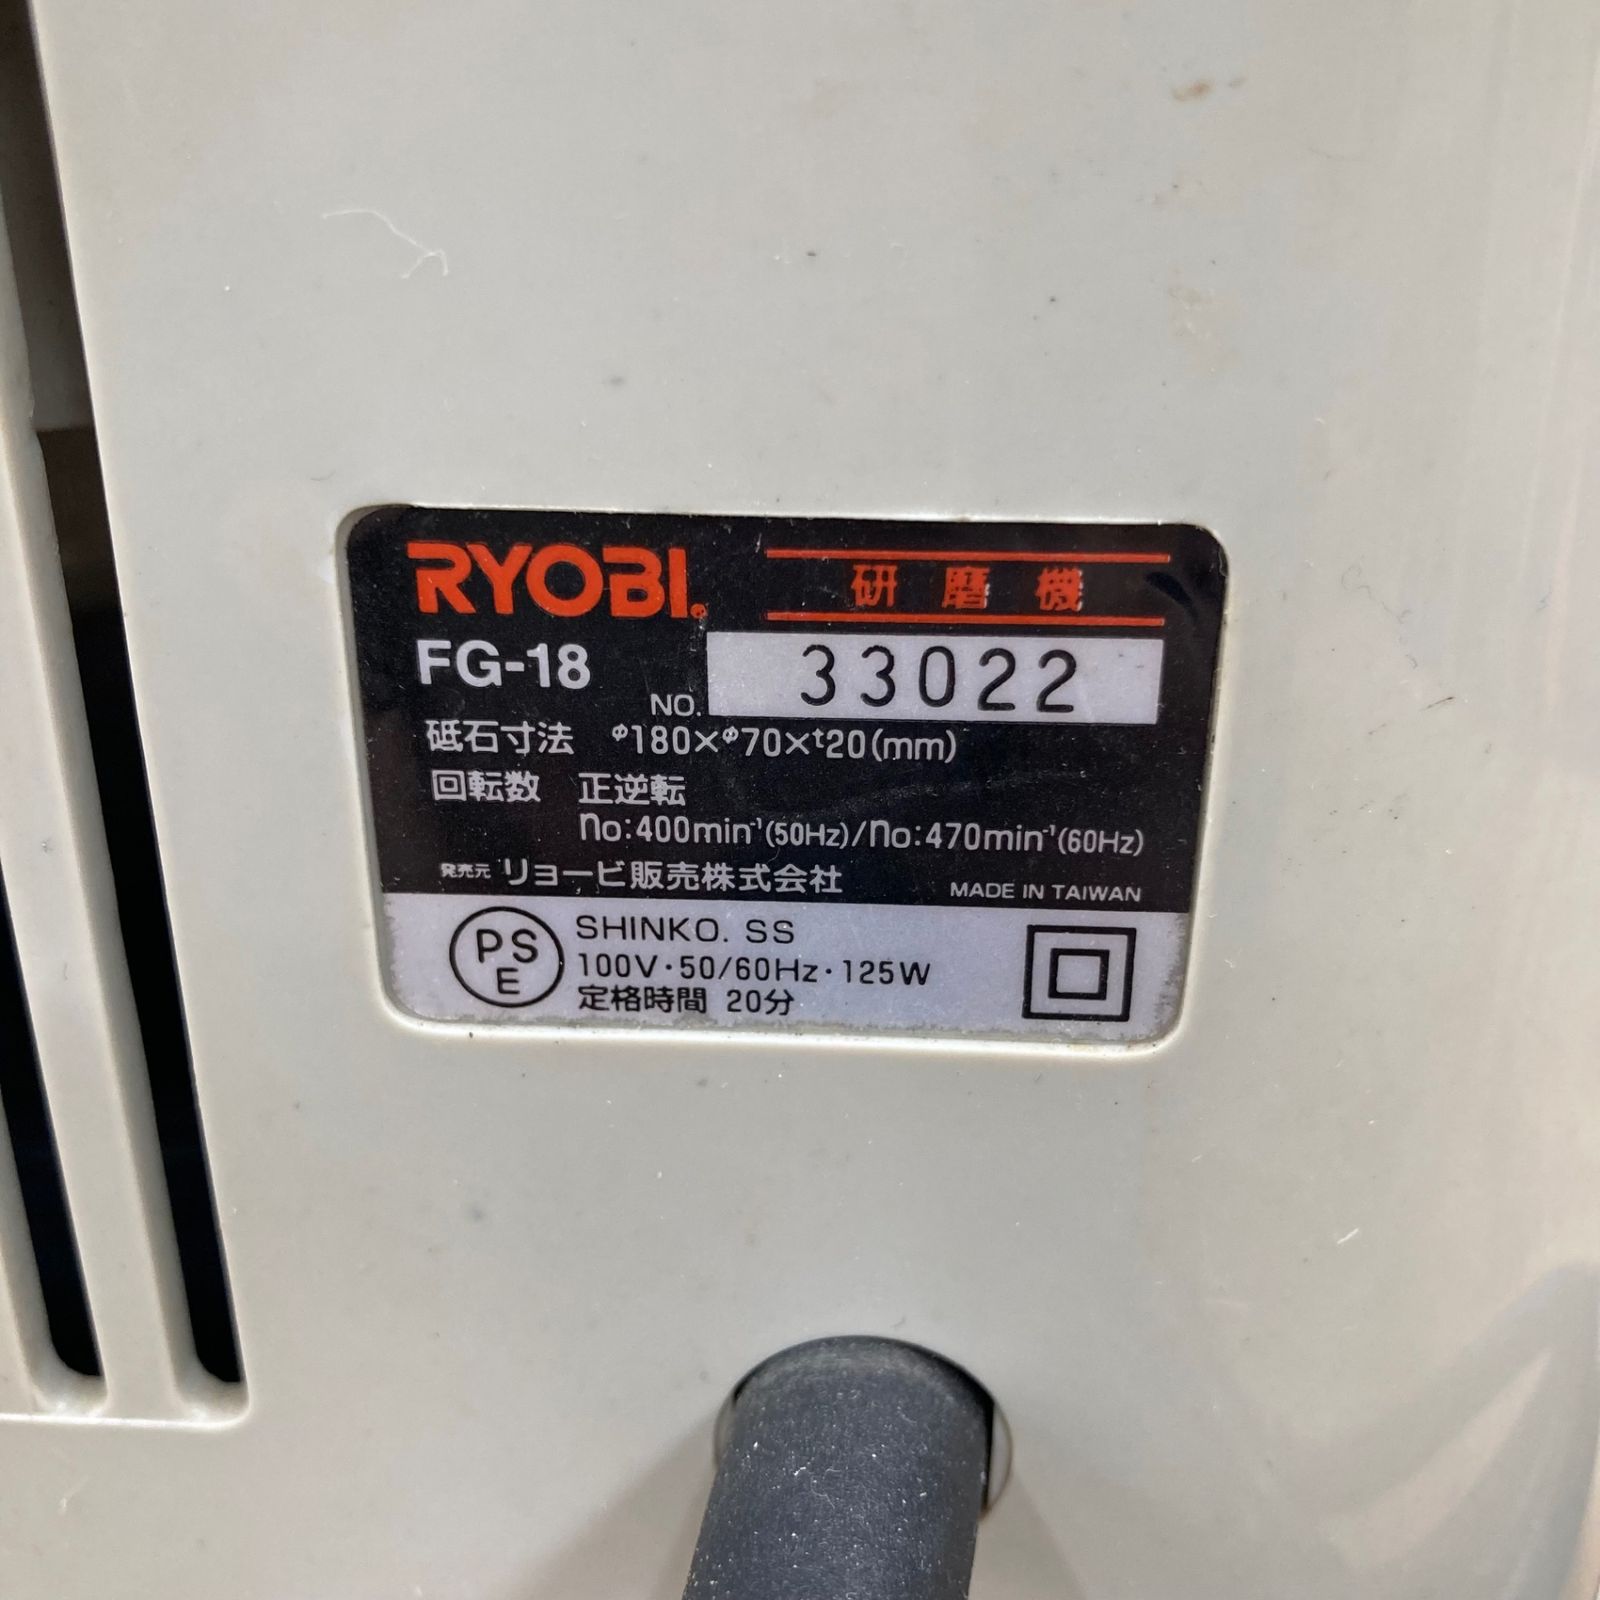 RYOBI®
研磨機
FG-18
NO. 33022
砥石寸法 φ180×φ70×t20(mm)
回転数 正逆転
no:400min-1(50Hz)/no:470min-1(60Hz)
発売元 リョービ販売株式会社 MADE IN TAIWAN
PSE
SHINKO. SS
100V·50/60Hz·125W
定格時間 20分